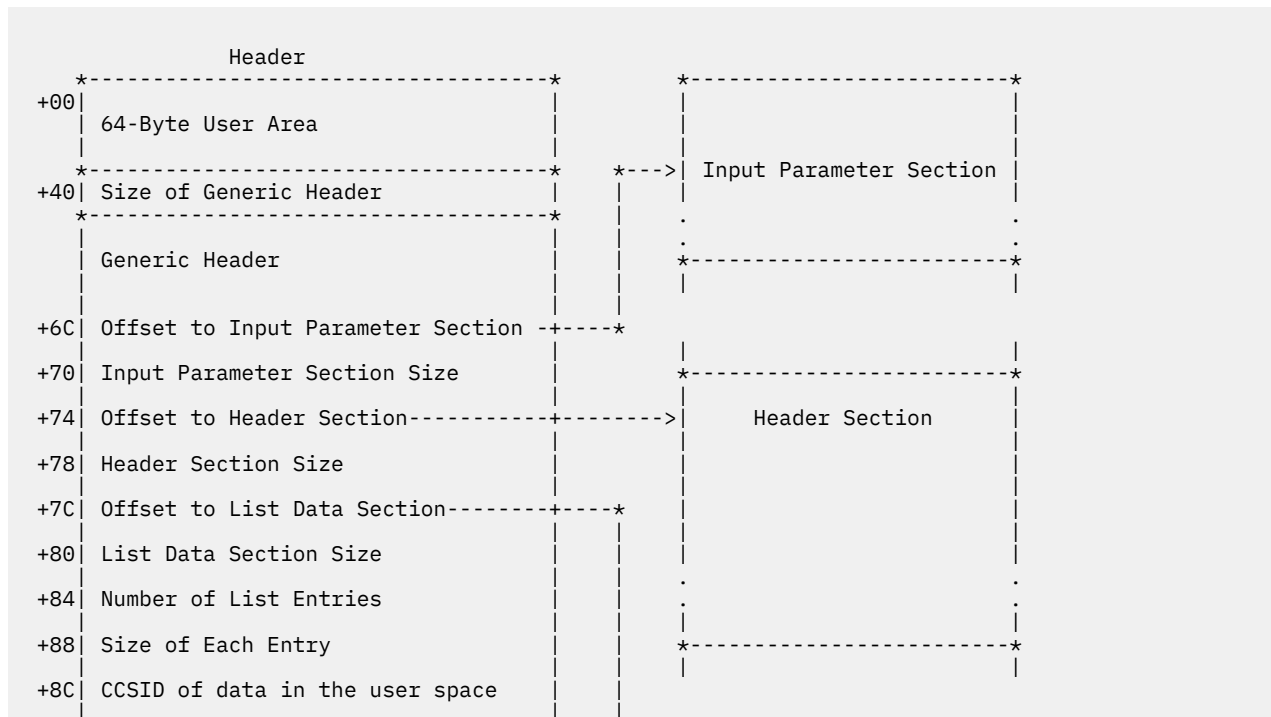 Header
*------------------------------------* *-------------------------*
+00| | | |
| 64-Byte User Area | | |
| | | |
*------------------------------------* *--->| Input Parameter Section |
+40| Size of Generic Header | | | |
*------------------------------------* | . .
| | | . .
| Generic Header | | *-------------------------*
| | | | |
| | |
+6C| Offset to Input Parameter Section -+----*
| | | |
+70| Input Parameter Section Size | *-------------------------*
| | | |
+74| Offset to Header Section-----------+-------->| Header Section |
| | | |
+78| Header Section Size | | |
| | | |
+7C| Offset to List Data Section--------+----* | |
| | | | |
+80| List Data Section Size | | | |
| | | . .
+84| Number of List Entries | | . .
| | | | |
+88| Size of Each Entry | | *-------------------------*
| | | | |
+8C| CCSID of data in the user space | |
| | |